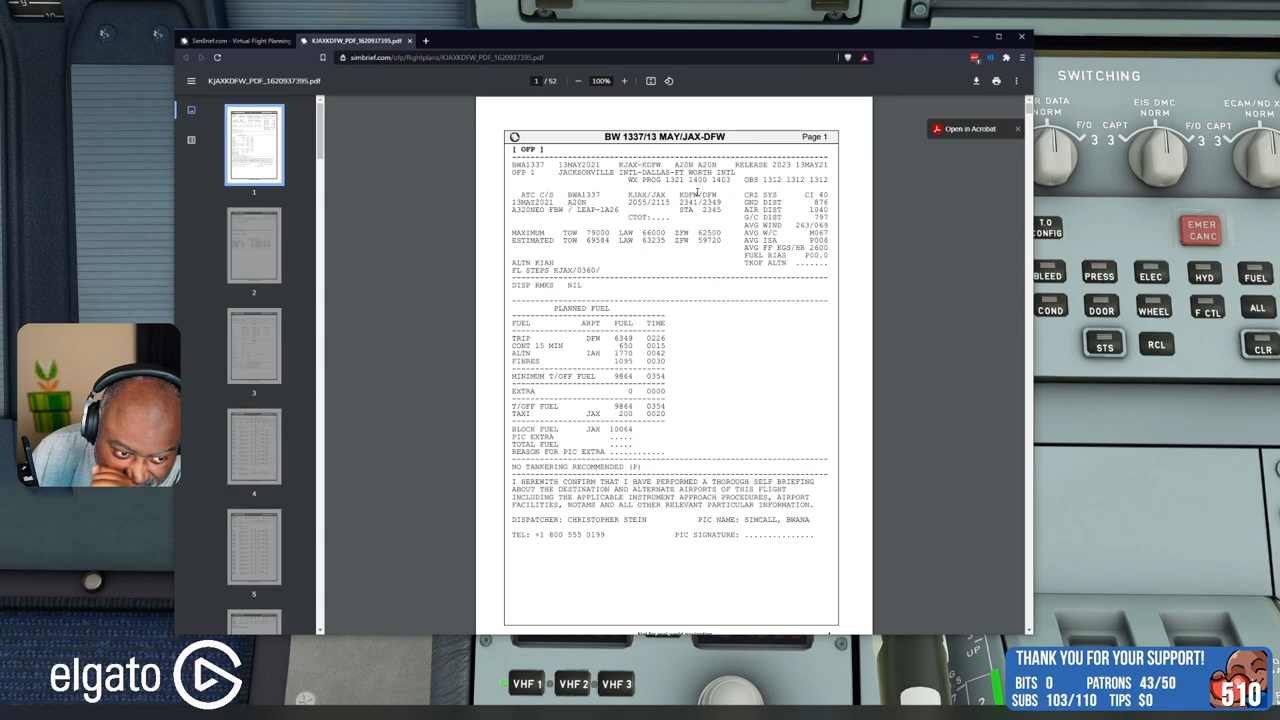 SimBrief.com - Virtual Flight Planning
KJAXKDFW_PDF_1620937395.pdf
simbrief.com/ofp/flightplans/KJAXKDFW_PDF_1620937395.pdf
KJAXKDFW_PDF_1620937395.pdf
1 / 52
100%
Open in Acrobat
1
2
3
4
5
BW 1337/13 MAY/JAX-DFW Page 1
[ OFP ]
BWA1337 13MAY2021 KJAX-KDFW A20N A20N RELEASE 2023 13MAY21
OFP 1 JACKSONVILLE INTL-DALLAS-FT WORTH INTL
WX PROG 1321 1400 1403 OBS 1312 1312 1312
ATC C/S BWA1337 KJAX/JAX KDFW/DFW CRZ SYS CI 40
13MAY2021 A20N 2055/2115 2341/2349 GND DIST 876
A320NEO FBW / LEAP-1A26 STA 2345 AIR DIST 1040
CTOT:.... G/C DIST 797
AVG WIND 263/069
MAXIMUM TOW 79000 LAW 66000 ZFW 62500 AVG W/C M067
ESTIMATED TOW 69584 LAW 63235 ZFW 59720 AVG ISA P006
AVG FF KGS/HR 2600
FUEL BIAS P00.0
ALTN KIAH TKOF ALTN .......
FL STEPS KJAX/0360/
DISP RMKS NIL
PLANNED FUEL
FUEL ARPT FUEL TIME
TRIP DFW 6349 0226
CONT 15 MIN 650 0015
ALTN IAH 1770 0042
FINRES 1095 0030
MINIMUM T/OFF FUEL 9864 0354
EXTRA 0 0000
T/OFF FUEL 9864 0354
TAXI JAX 200 0020
BLOCK FUEL JAX 10064
PIC EXTRA .....
TOTAL FUEL .....
REASON FOR PIC EXTRA ............
NO TANKERING RECOMMENDED (P)
I HEREWITH CONFIRM THAT I HAVE PERFORMED A THOROUGH SELF BRIEFING
ABOUT THE DESTINATION AND ALTERNATE AIRPORTS OF THIS FLIGHT
INCLUDING THE APPLICABLE INSTRUMENT APPROACH PROCEDURES, AIRPORT
FACILITIES, NOTAMS AND ALL OTHER RELEVANT PARTICULAR INFORMATION.
DISPATCHER: CHRISTOPHER STEIN PIC NAME: SIMCALL, BWANA
TEL: +1 800 555 0199 PIC SIGNATURE: ...............
SWITCHING
EIS DMC
ECAM/ND X
NORM
NORM
F/O CAPT
F/O CAPT
3 3
3 3
T.O
CONFIG
EMER
CANC
BLEED PRESS ELEC HYD FUEL
COND DOOR WHEEL F CTL ALL
STS RCL CLR
VHF 1 VHF 2 VHF 3
elgato
THANK YOU FOR YOUR SUPPORT!
BITS 0 PATRONS 43/50
SUBS 103/110 TIPS $0
510